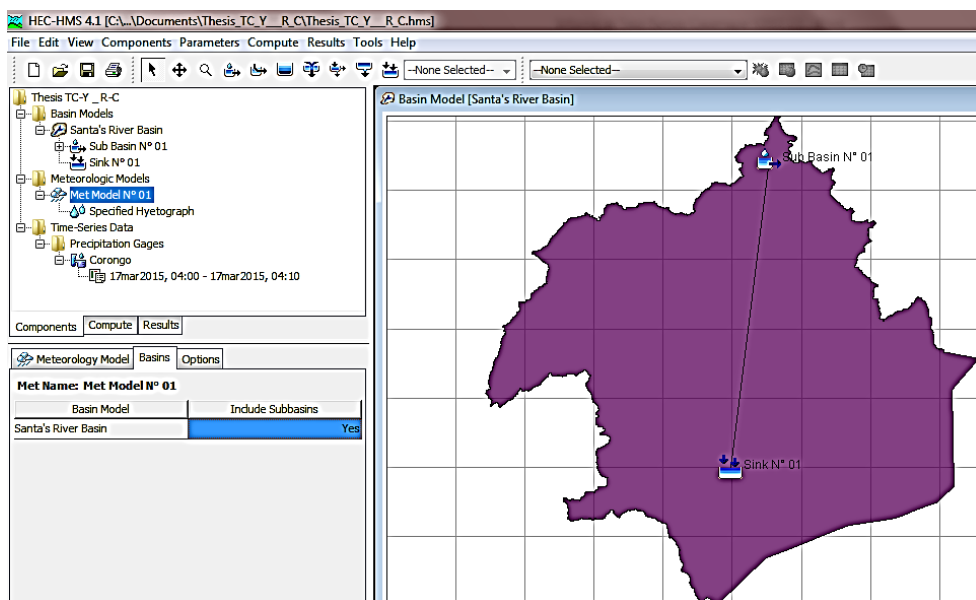 HEC-HMS 4.1 [C:\...\Documents\Thesis_TC_Y__R_C\Thesis_TC_Y__R_C.hms]
File Edit View Components Parameters Compute Results Tools Help
--None Selected-- --None Selected--
Thesis TC-Y _R-C
Basin Models
Santa's River Basin
Sub Basin N° 01
Sink N° 01
Meteorologic Models
Met Model N° 01
Specified Hyetograph
Time-Series Data
Precipitation Gages
Corongo
17mar2015, 04:00 - 17mar2015, 04:10
Components Compute Results
Meteorology Model Basins Options
Met Name: Met Model N° 01
Basin Model Include Subbasins
Santa's River Basin Yes
Basin Model [Santa's River Basin]
Sub Basin N° 01
Sink N° 01